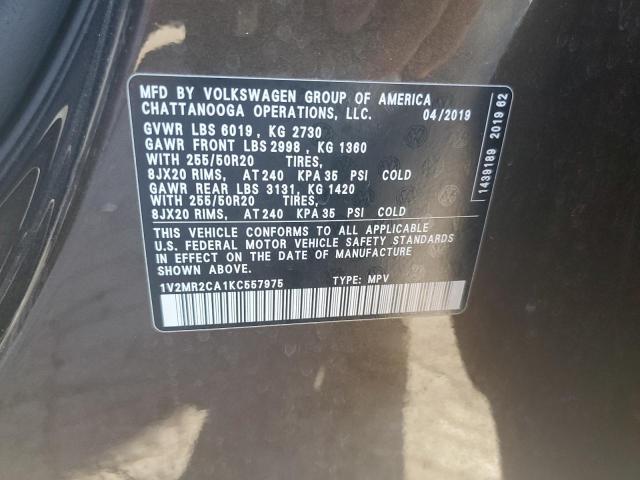 MFD BY VOLKSWAGEN GROUP OF AMERICA
CHATTANOOGA OPERATIONS, LLC. 04/2019
GVWR LBS 6019, KG 2730
GAWR FRONT LBS 2998, KG 1360
WITH 255/50R20 TIRES,
8JX20 RIMS, AT 240 KPA 35 PSI COLD
GAWR REAR LBS 3131, KG 1420
WITH 255/50R20 TIRES,
8JX20 RIMS, AT 240 KPA 35 PSI COLD
THIS VEHICLE CONFORMS TO ALL APPLICABLE
U.S. FEDERAL MOTOR VEHICLE SAFETY STANDARDS
IN EFFECT ON THE DATE OF MANUFACTURE
SHOWN ABOVE.
1V2MR2CA1KC557975 TYPE: MPV
1439189 2019 62